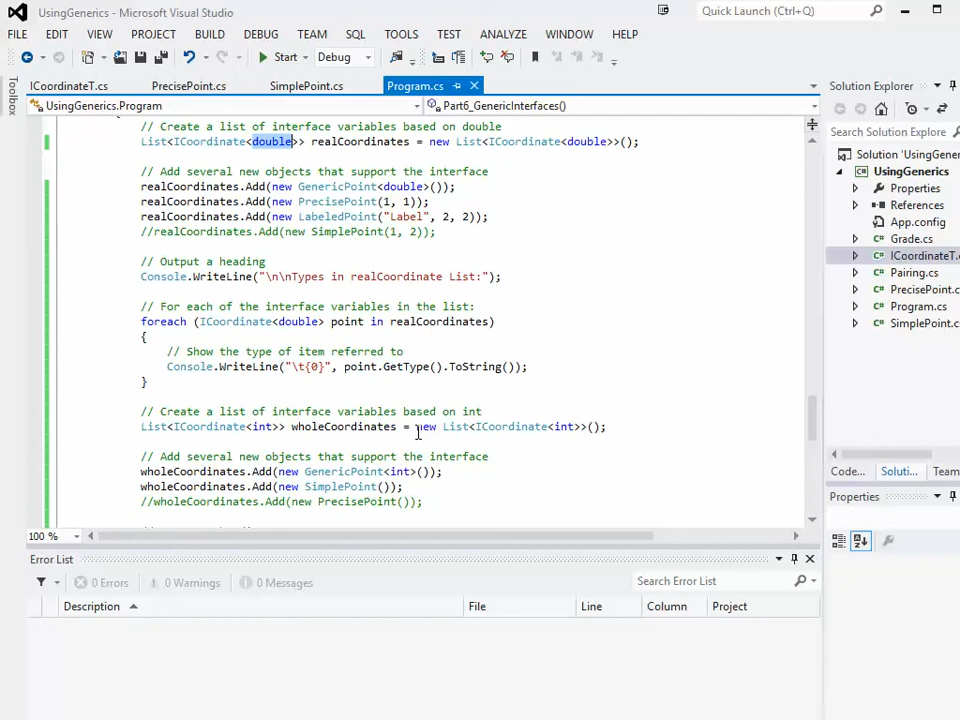 UsingGenerics - Microsoft Visual Studio
Quick Launch (Ctrl+Q)
FILE EDIT VIEW PROJECT BUILD DEBUG TEAM SQL TOOLS TEST ANALYZE WINDOW HELP
Start Debug
Toolbox
ICoordinateT.cs PrecisePoint.cs SimplePoint.cs Program.cs
UsingGenerics.Program Part6_GenericInterfaces()
// Create a list of interface variables based on double
List<ICoordinate<double>> realCoordinates = new List<ICoordinate<double>>();
// Add several new objects that support the interface
realCoordinates.Add(new GenericPoint<double>());
realCoordinates.Add(new PrecisePoint(1, 1));
realCoordinates.Add(new LabeledPoint("Label", 2, 2));
//realCoordinates.Add(new SimplePoint(1, 2));
// Output a heading
Console.WriteLine("\n\nTypes in realCoordinate List:");
// For each of the interface variables in the list:
foreach (ICoordinate<double> point in realCoordinates)
{
// Show the type of item referred to
Console.WriteLine("\t{0}", point.GetType().ToString());
}
// Create a list of interface variables based on int
List<ICoordinate<int>> wholeCoordinates = new List<ICoordinate<int>>();
// Add several new objects that support the interface
wholeCoordinates.Add(new GenericPoint<int>());
wholeCoordinates.Add(new SimplePoint());
//wholeCoordinates.Add(new PrecisePoint());
100 %
Error List
0 Errors 0 Warnings 0 Messages
Search Error List
Description File Line Column Project
Solution Explorer
Search Solution Explorer
Solution 'UsingGener
UsingGenerics
Properties
References
App.config
Grade.cs
ICoordinateT.
Pairing.cs
PrecisePoint.c
Program.cs
SimplePoint.c
Code... Soluti... Team
Properties